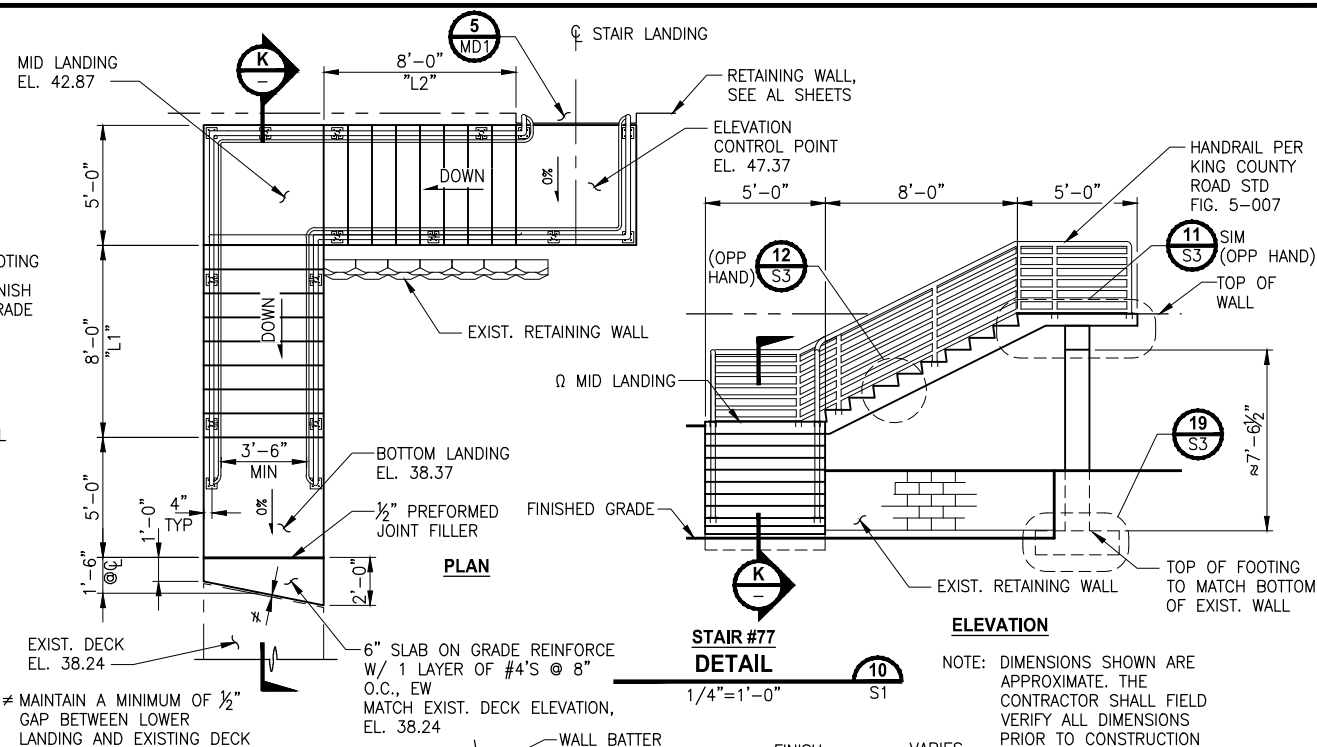 MID LANDING
EL. 42.87
K
–
8'-0"
"L2"
5
MD1
℄ STAIR LANDING
RETAINING WALL,
SEE AL SHEETS
ELEVATION
CONTROL POINT
EL. 47.37
5'-0"
DOWN
0%
EXIST. RETAINING WALL
8'-0"
"L1"
DOWN
3'-6"
MIN
5'-0"
4"
TYP
0%
1'-0"
1'-6"
@℄
2'-0"
BOTTOM LANDING
EL. 38.37
½" PREFORMED
JOINT FILLER
PLAN
≠
EXIST. DECK
EL. 38.24
6" SLAB ON GRADE REINFORCE
W/ 1 LAYER OF #4'S @ 8"
O.C., EW
MATCH EXIST. DECK ELEVATION,
EL. 38.24
≠ MAINTAIN A MINIMUM OF ½"
GAP BETWEEN LOWER
LANDING AND EXISTING DECK
OTING
NISH
RADE
L
5'-0"
8'-0"
5'-0"
HANDRAIL PER
KING COUNTY
ROAD STD
FIG. 5-007
(OPP
HAND)
12
S3
11
S3
SIM
(OPP HAND)
TOP OF
WALL
Ω MID LANDING
≈7'-6½"
19
S3
FINISHED GRADE
K
–
EXIST. RETAINING WALL
TOP OF FOOTING
TO MATCH BOTTOM
OF EXIST. WALL
ELEVATION
STAIR #77
DETAIL
1/4"=1'-0"
10
S1
NOTE: DIMENSIONS SHOWN ARE
APPROXIMATE. THE
CONTRACTOR SHALL FIELD
VERIFY ALL DIMENSIONS
PRIOR TO CONSTRUCTION
WALL BATTER
FINISH
VARIES